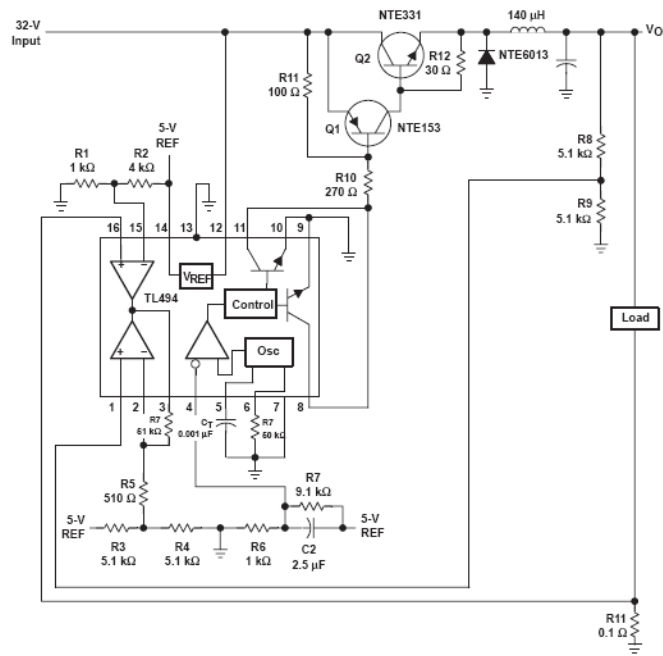 32-V
Input
NTE331
Q2
140 µH
VO
R12
30 Ω
NTE6013
R11
100 Ω
Q1
NTE153
5-V
REF
R1
1 kΩ
R2
4 kΩ
R10
270 Ω
R8
5.1 kΩ
R9
5.1 kΩ
16 15 14 13 12 11 10 9
+ −
VREF
TL494
Control
+ −
Osc
Load
1 2 3 4 5 6 7 8
R7
51 kΩ
CT
0.001 µF
R7
50 kΩ
R5
510 Ω
R7
9.1 kΩ
5-V
REF
R3
5.1 kΩ
R4
5.1 kΩ
R6
1 kΩ
C2
2.5 µF
5-V
REF
R11
0.1 Ω